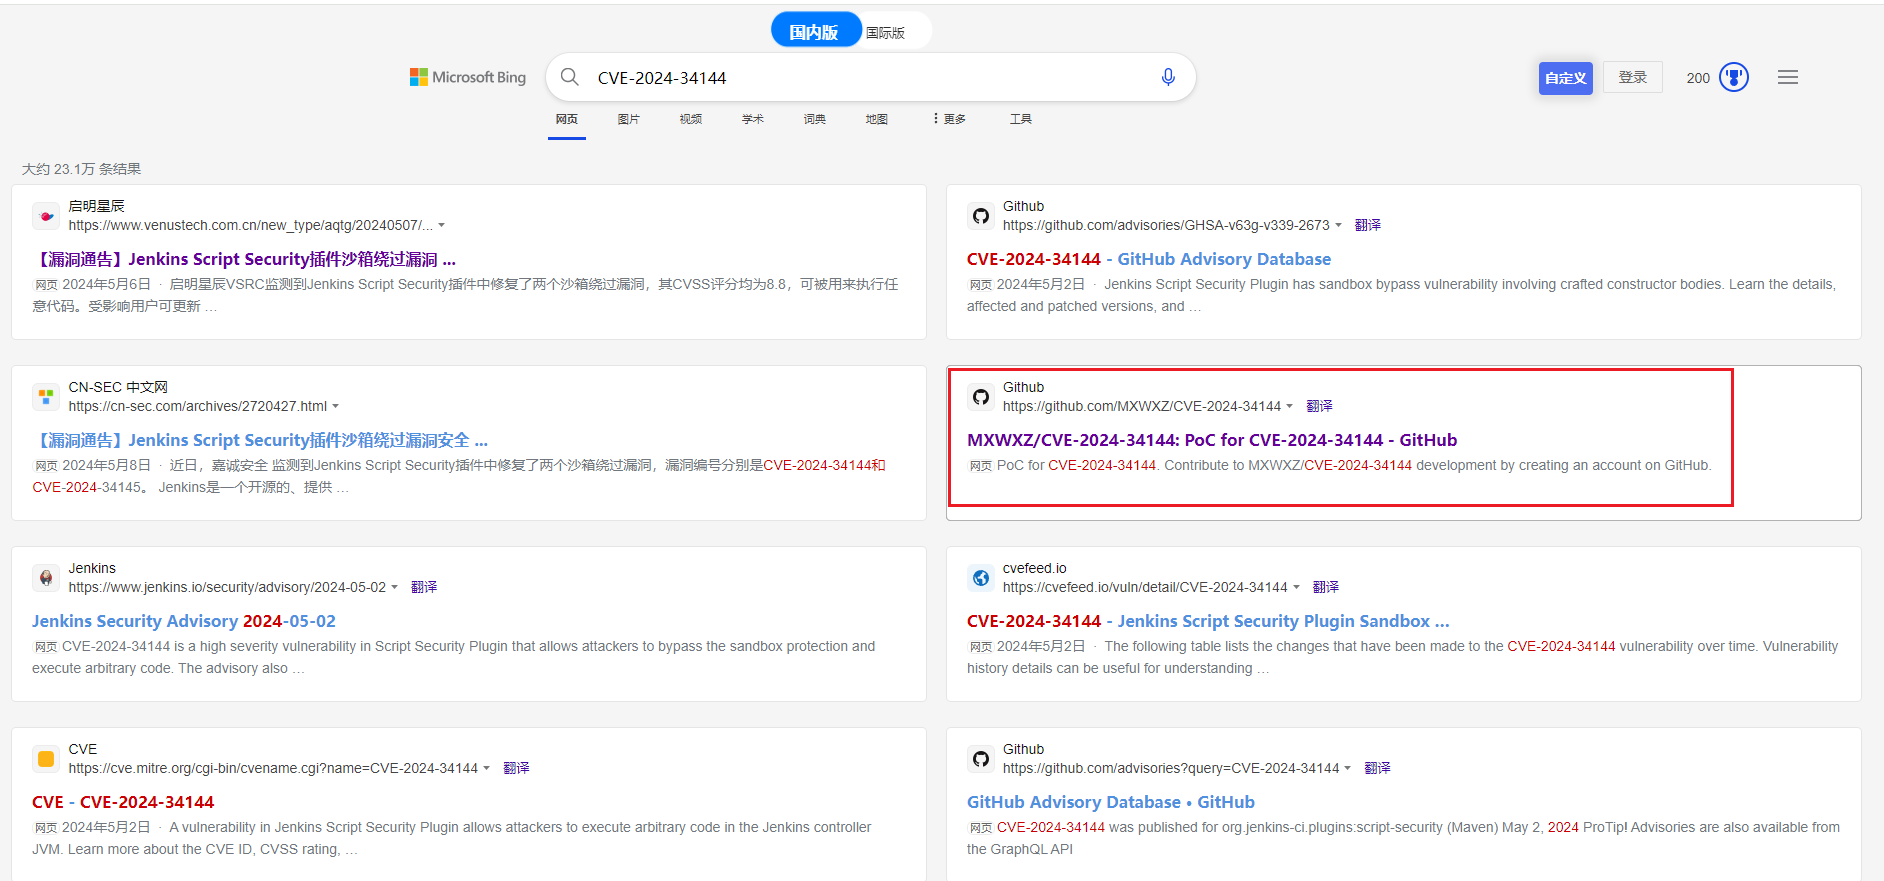 国内版
国际版
Microsoft Bing
CVE-2024-34144
自定义
登录
200
网页
图片
视频
学术
词典
地图
更多
工具
大约 23.1万 条结果
启明星辰
https://www.venustech.com.cn/new_type/aqtg/20240507/...
【漏洞通告】Jenkins Script Security插件沙箱绕过漏洞 ...
网页 2024年5月6日 · 启明星辰VSRC监测到Jenkins Script Security插件中修复了两个沙箱绕过漏洞，其CVSS评分均为8.8，可被用来执行任
意代码。受影响用户可更新 …
Github
https://github.com/advisories/GHSA-v63g-v339-2673 翻译
CVE-2024-34144 - GitHub Advisory Database
网页 2024年5月2日 · Jenkins Script Security Plugin has sandbox bypass vulnerability involving crafted constructor bodies. Learn the details,
affected and patched versions, and …
CN-SEC 中文网
https://cn-sec.com/archives/2720427.html
【漏洞通告】Jenkins Script Security插件沙箱绕过漏洞安全 ...
网页 2024年5月8日 · 近日，嘉诚安全 监测到Jenkins Script Security插件中修复了两个沙箱绕过漏洞，漏洞编号分别是CVE-2024-34144和
CVE-2024-34145。 Jenkins是一个开源的、提供 …
Github
https://github.com/MXWXZ/CVE-2024-34144 翻译
MXWXZ/CVE-2024-34144: PoC for CVE-2024-34144 - GitHub
网页 PoC for CVE-2024-34144. Contribute to MXWXZ/CVE-2024-34144 development by creating an account on GitHub.
Jenkins
https://www.jenkins.io/security/advisory/2024-05-02 翻译
Jenkins Security Advisory 2024-05-02
网页 CVE-2024-34144 is a high severity vulnerability in Script Security Plugin that allows attackers to bypass the sandbox protection and
execute arbitrary code. The advisory also …
cvefeed.io
https://cvefeed.io/vuln/detail/CVE-2024-34144 翻译
CVE-2024-34144 - Jenkins Script Security Plugin Sandbox ...
网页 2024年5月2日 · The following table lists the changes that have been made to the CVE-2024-34144 vulnerability over time. Vulnerability
history details can be useful for understanding …
CVE
https://cve.mitre.org/cgi-bin/cvename.cgi?name=CVE-2024-34144 翻译
CVE - CVE-2024-34144
网页 2024年5月2日 · A vulnerability in Jenkins Script Security Plugin allows attackers to execute arbitrary code in the Jenkins controller
JVM. Learn more about the CVE ID, CVSS rating, …
Github
https://github.com/advisories?query=CVE-2024-34144 翻译
GitHub Advisory Database • GitHub
网页 CVE-2024-34144 was published for org.jenkins-ci.plugins:script-security (Maven) May 2, 2024 ProTip! Advisories are also available from
the GraphQL API